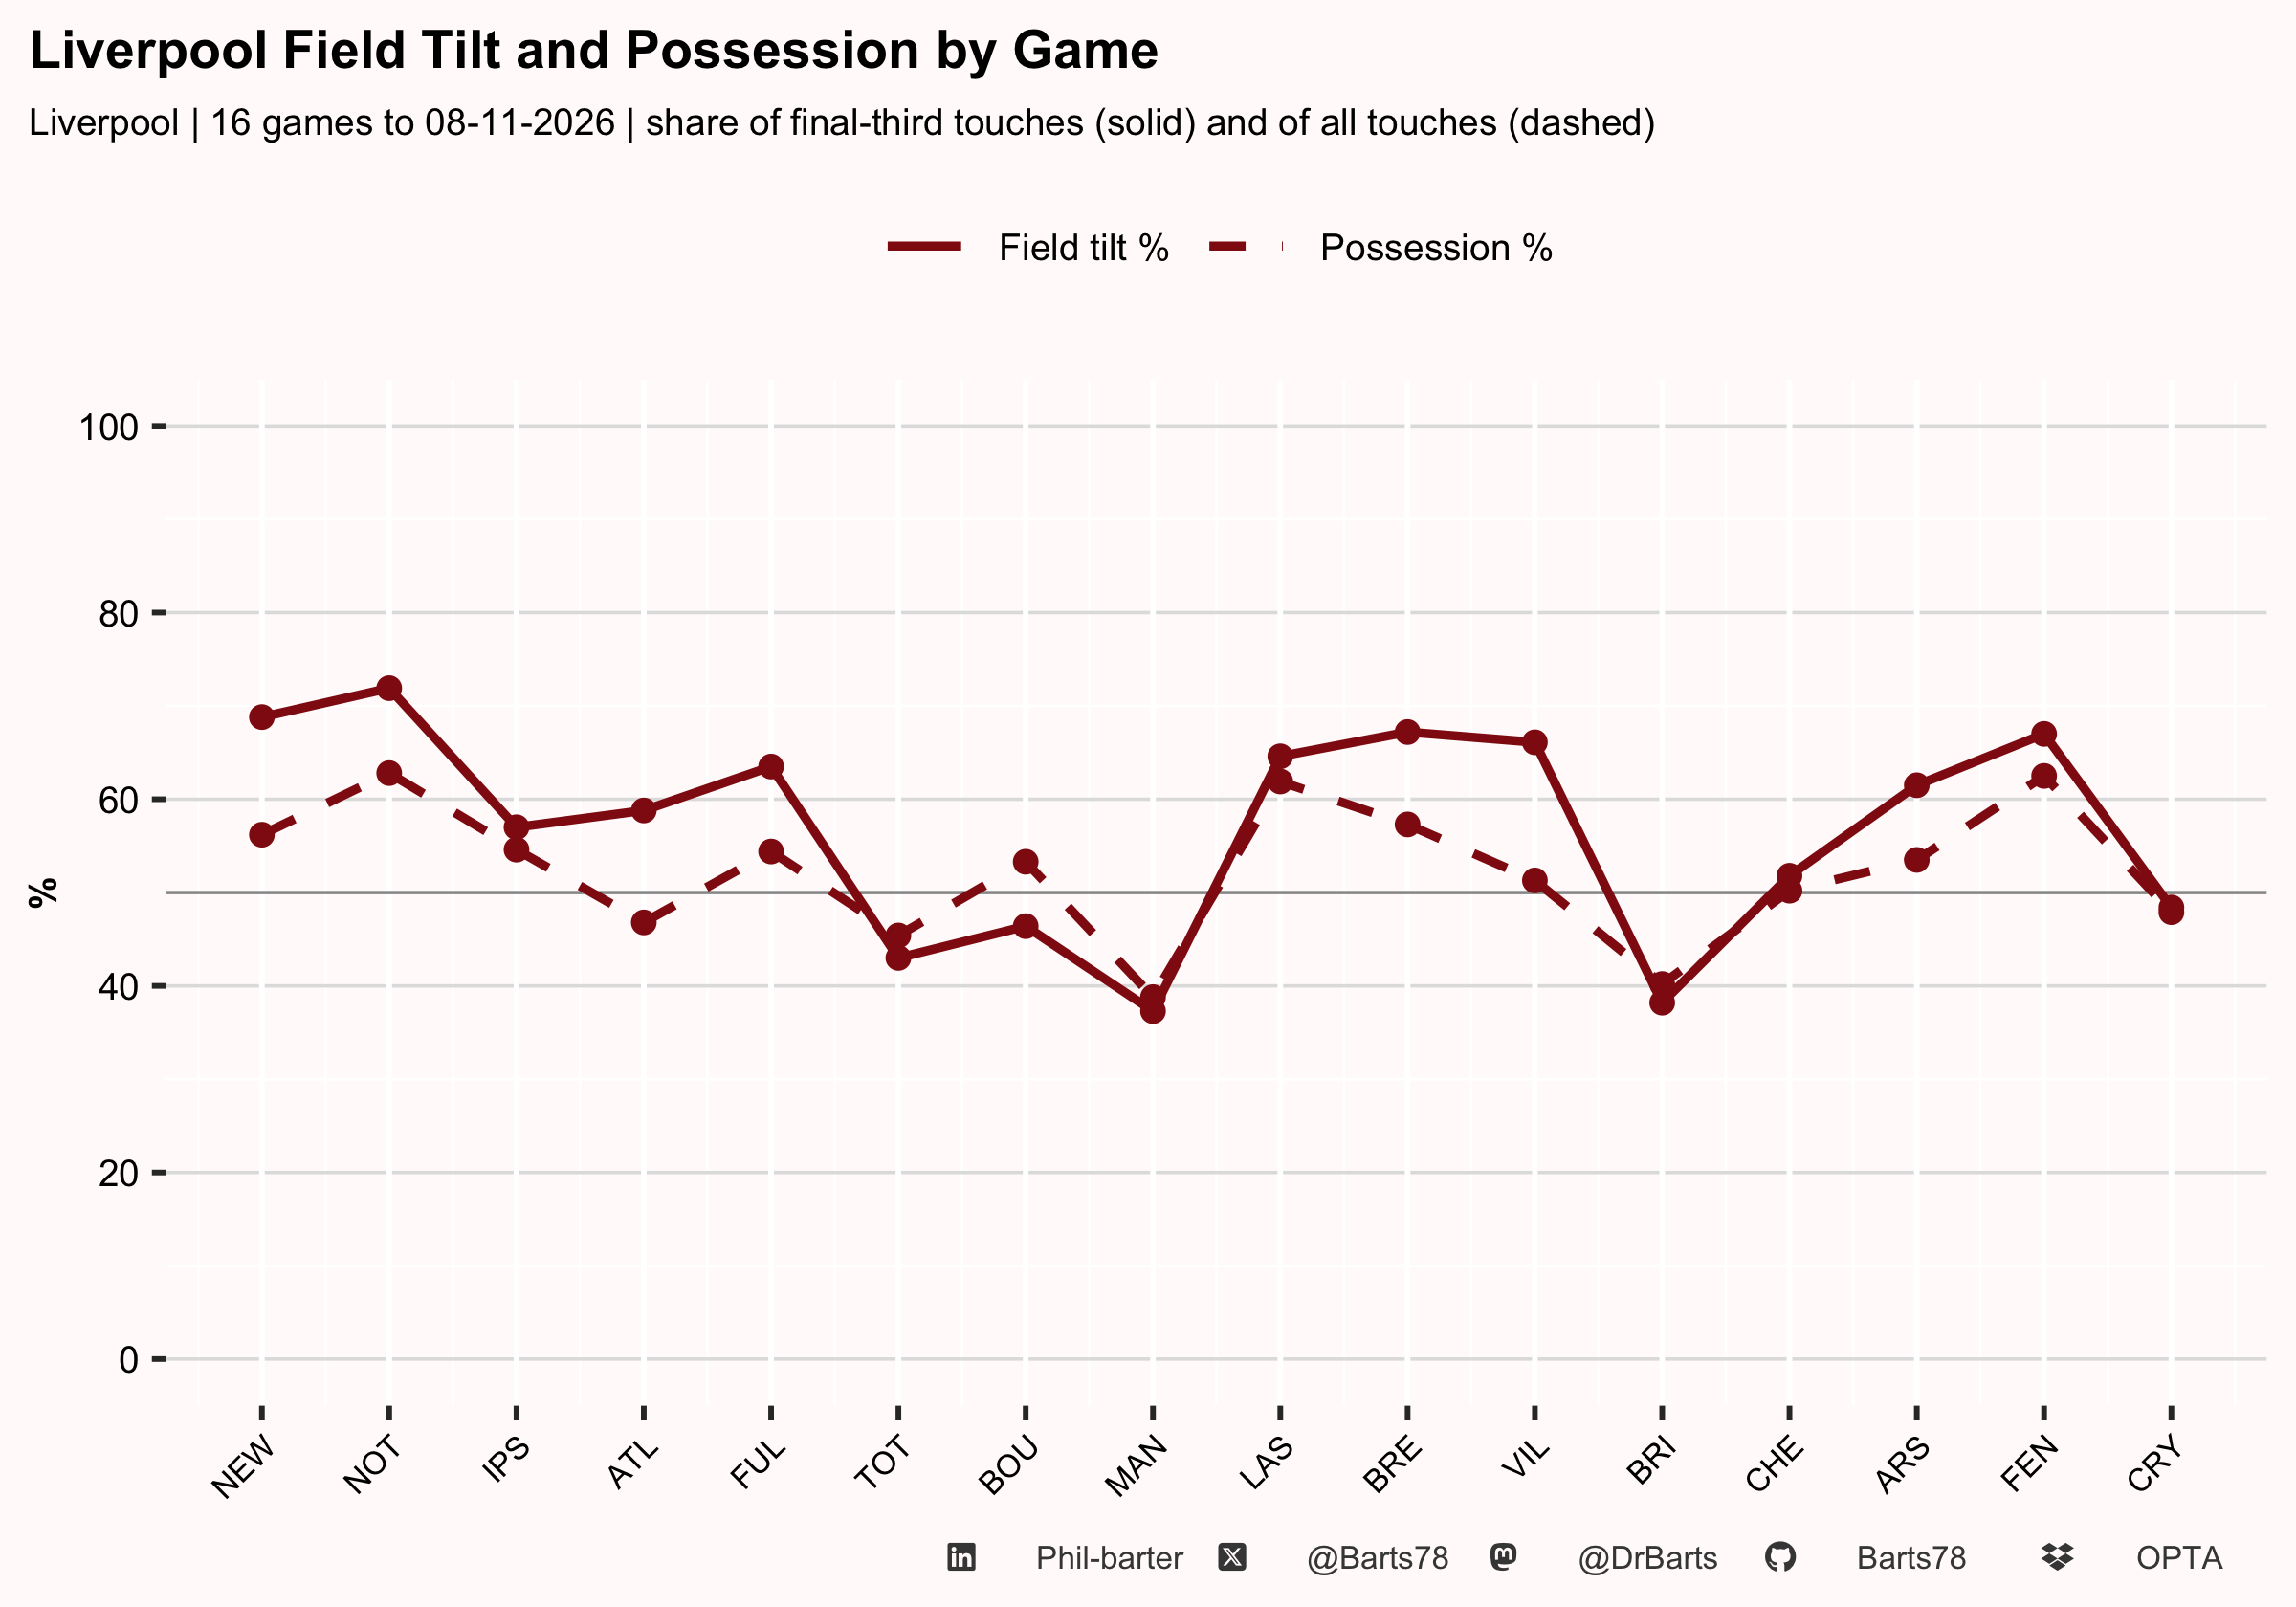 Liverpool Field Tilt and Possession by Game
Liverpool | 16 games to 08-11-2026 | share of final-third touches (solid) and of all touches (dashed)
Field tilt % Possession %
100
80
60
40
20
0
%
NEW NOT IPS ATL FUL TOT BOU MAN LAS BRE VIL BRI CHE ARS FEN CRY
Phil-barter @Barts78 @DrBarts Barts78 OPTA